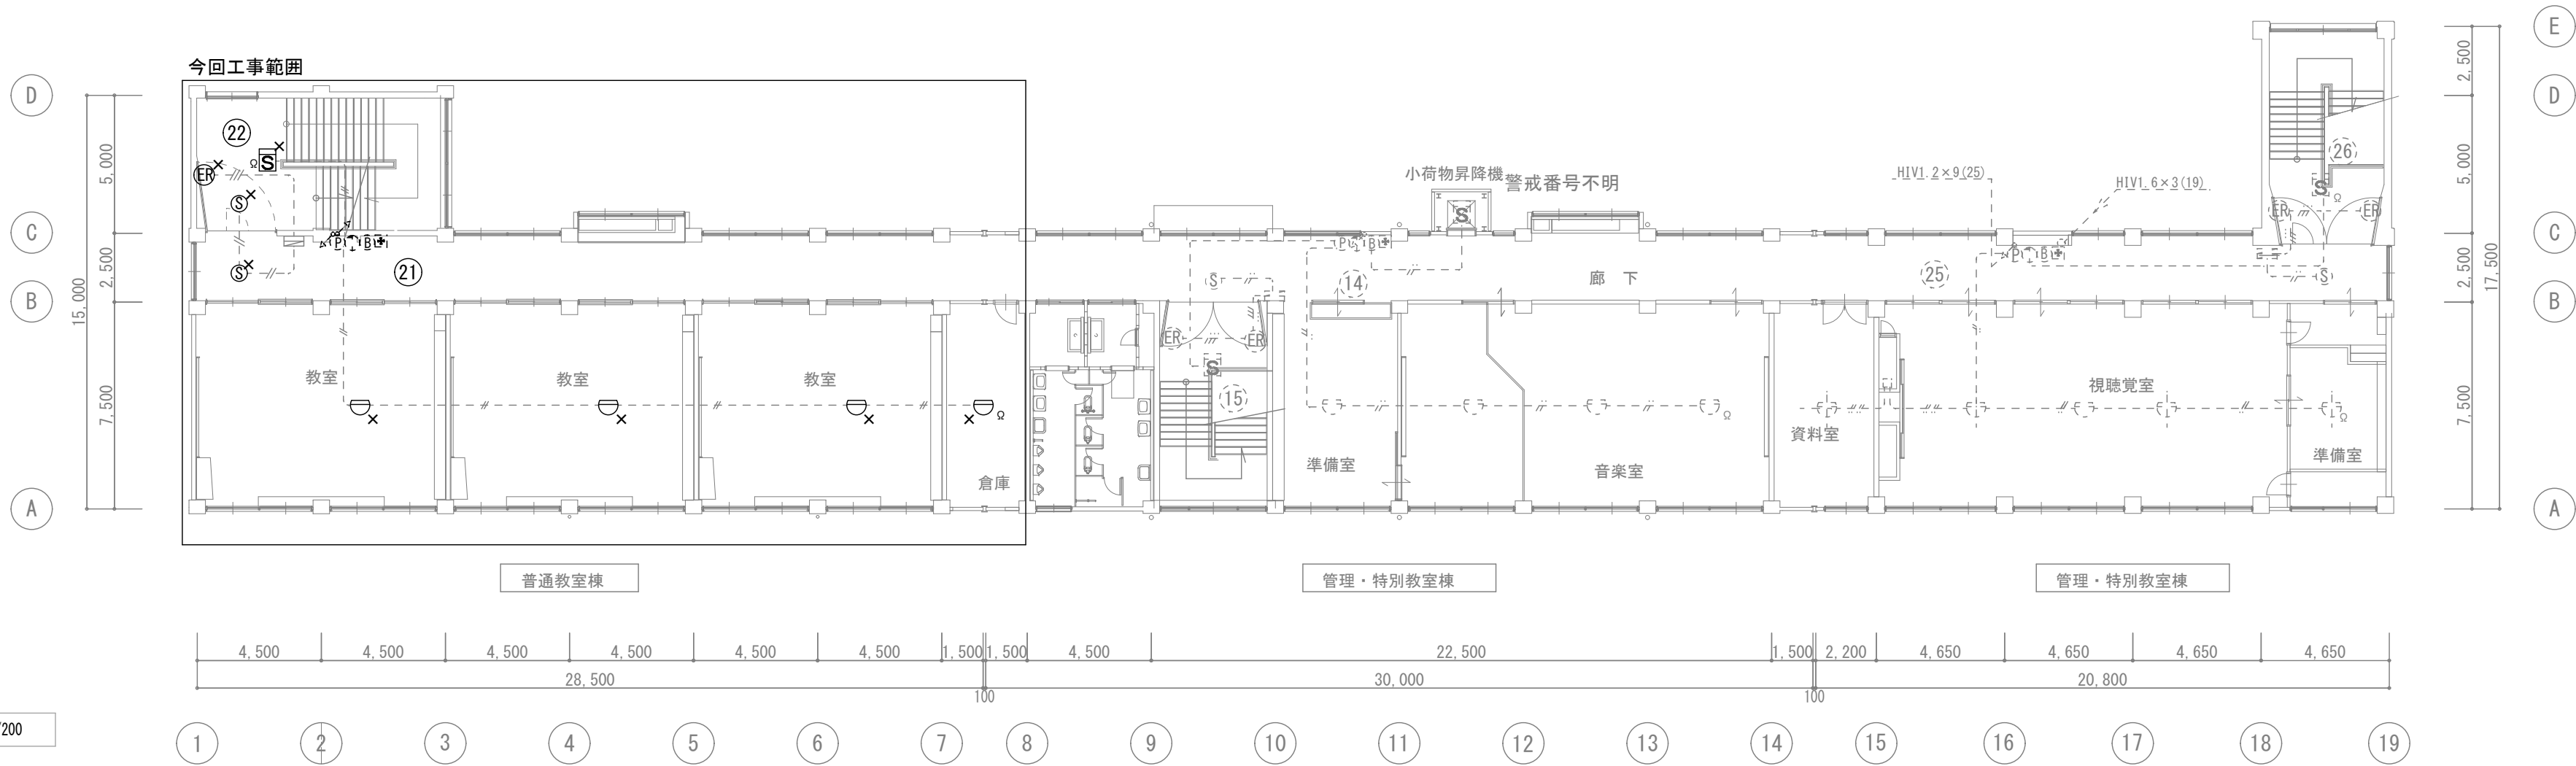 E
今回工事範囲
D
D
2,500
22
S
Ω
ER
S
5,000
小荷物昇降機
警戒番号不明
S
HIV1.2×9(25)
HIV1.6×3(19)
26
S
Ω
ER
ER
5,000
C
C
P B
P B
P B
S
21
14
廊 下
25
S
S
2,500
2,500
15,000
17,500
B
B
ER
ER
S
15
教室
教室
教室
7,500
7,500
Ω
Ω
Ω
視聴覚室
資料室
準備室
音楽室
準備室
倉庫
A
A
普通教室棟
管理・特別教室棟
管理・特別教室棟
4,500 4,500 4,500 4,500 4,500 4,500 1,500 1,500 4,500 22,500 1,500 2,200 4,650 4,650 4,650 4,650
28,500 30,000 20,800
100 100
/200
1 2 3 4 5 6 7 8 9 10 11 12 13 14 15 16 17 18 19